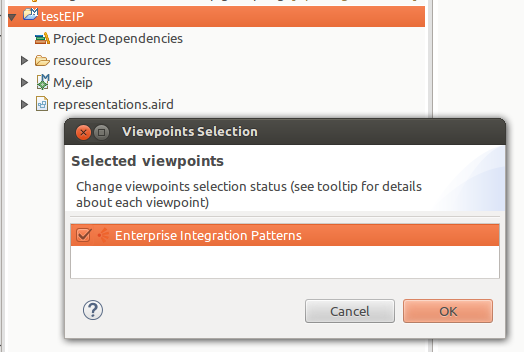 testEIP
Project Dependencies
resources
My.eip
representations.aird
Viewpoints Selection
Selected viewpoints
Change viewpoints selection status (see tooltip for details
about each viewpoint)
Enterprise Integration Patterns
Cancel
OK